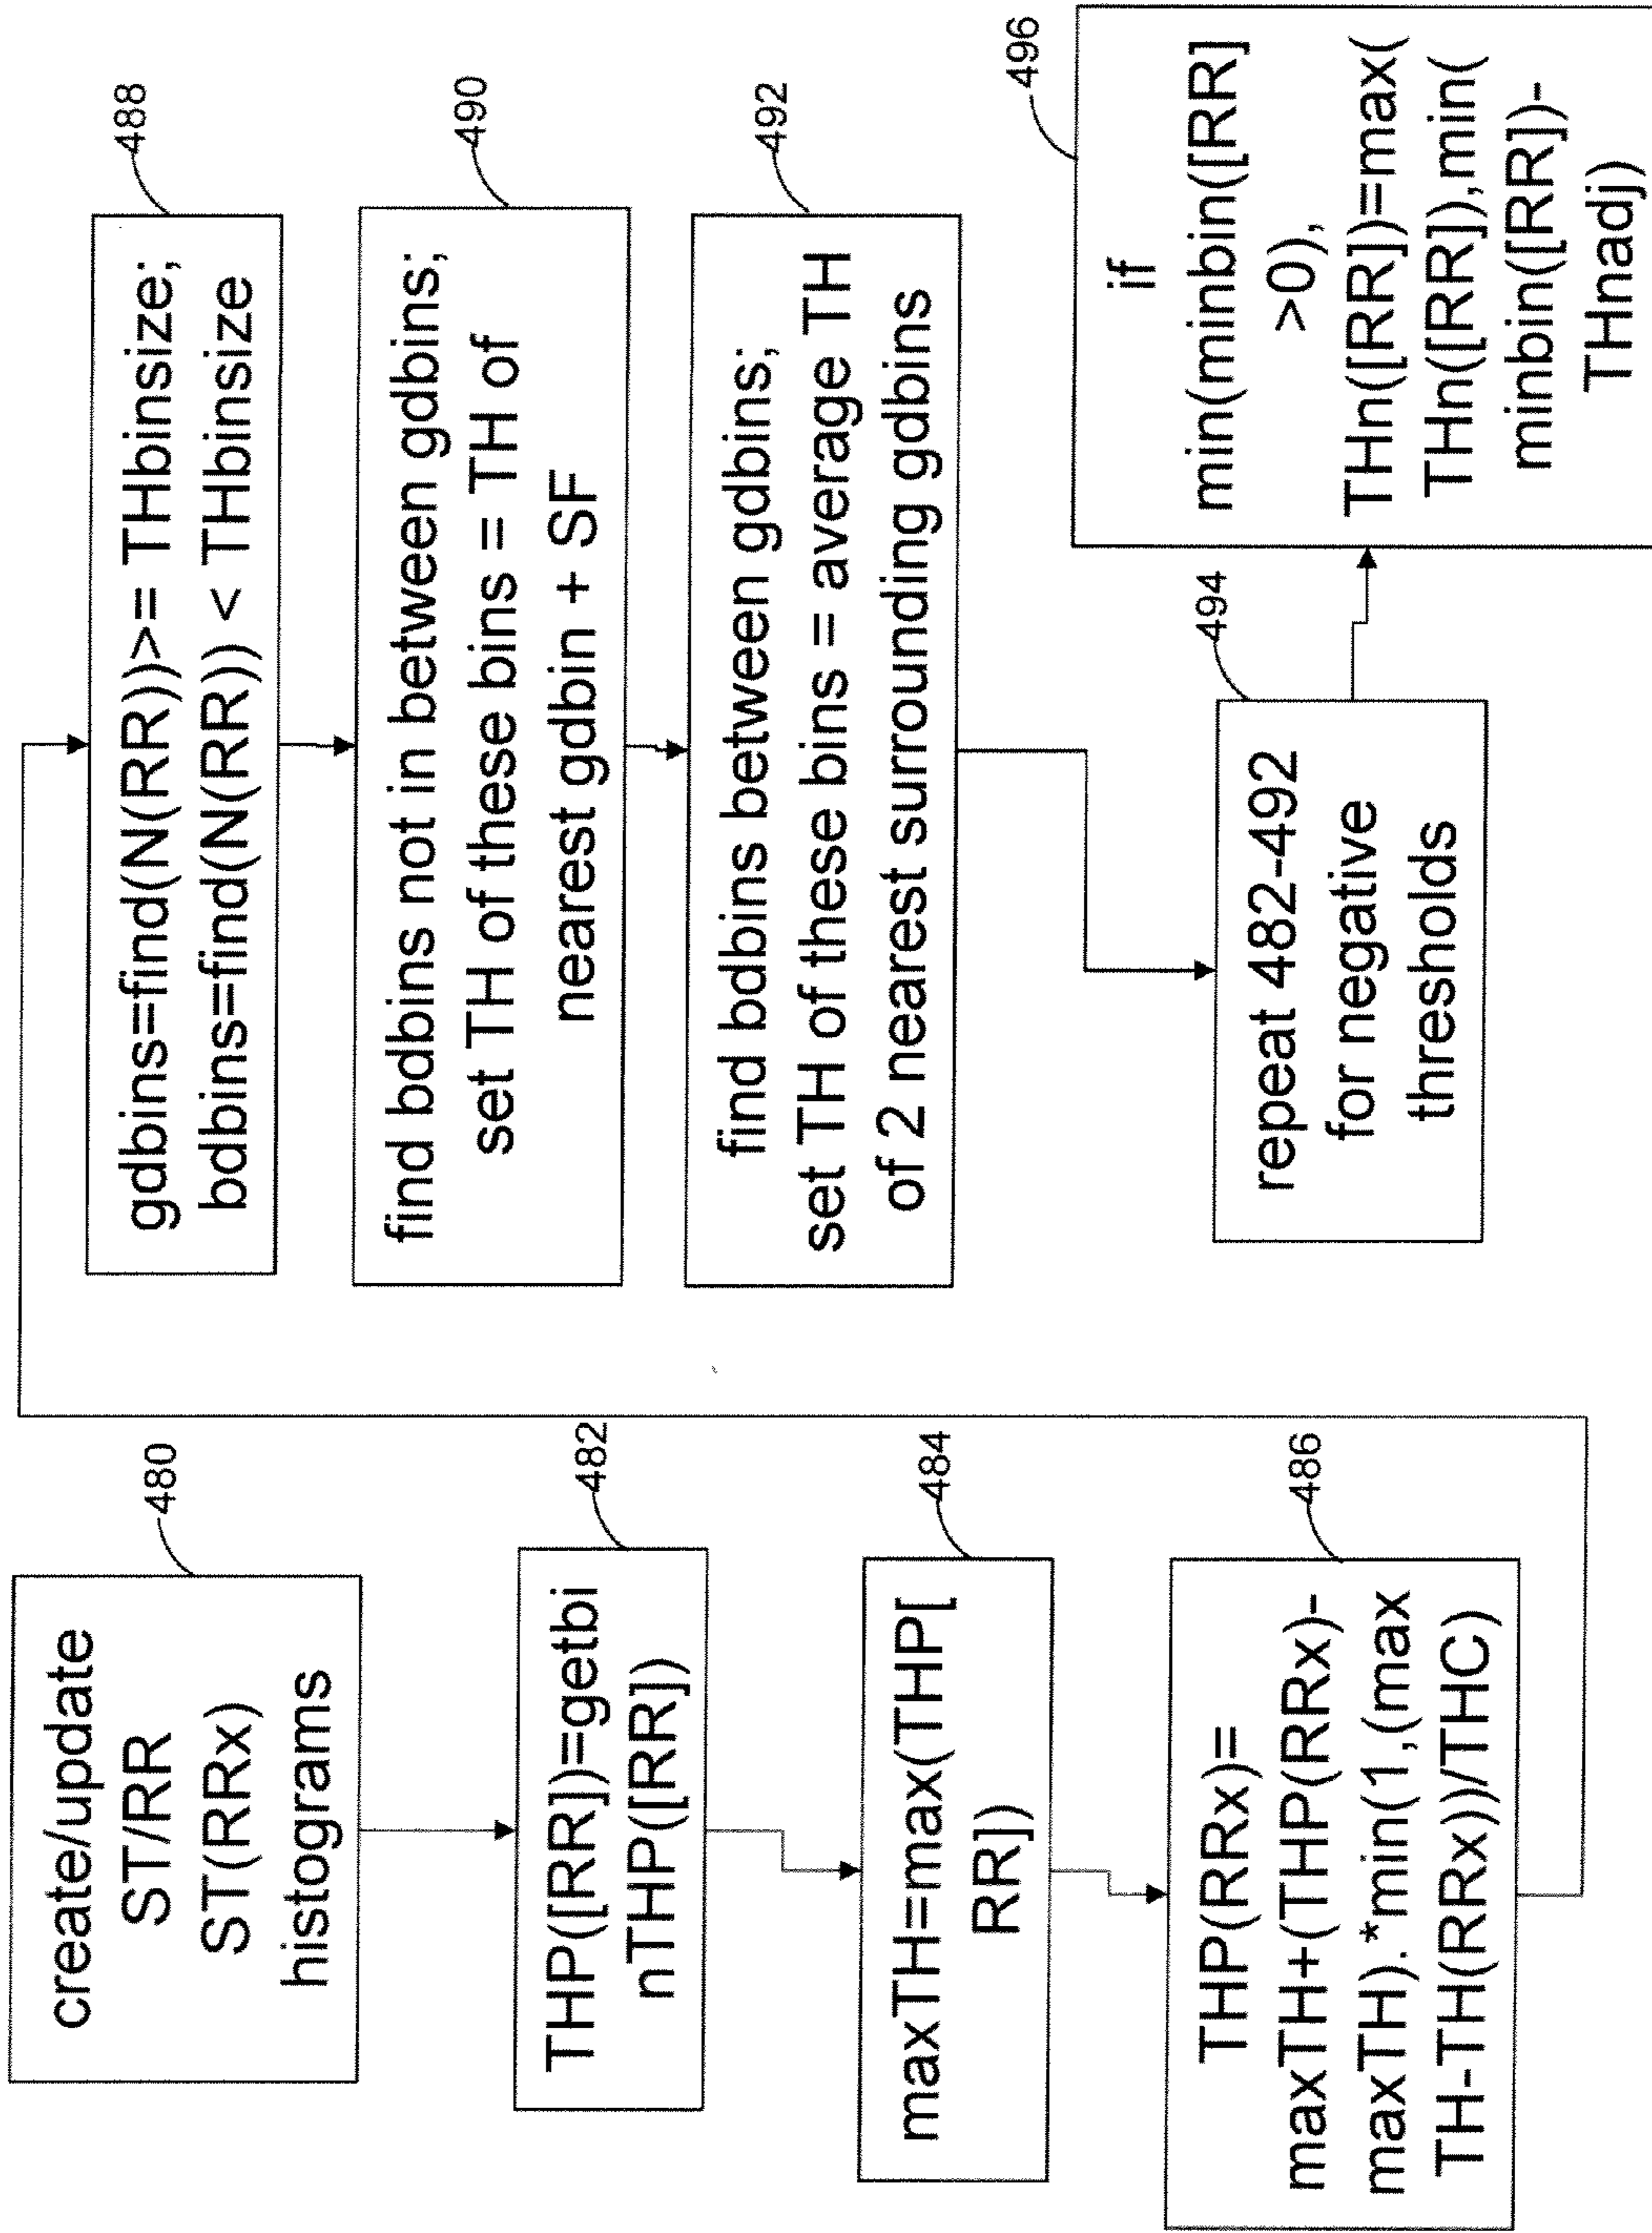 480
create/update
ST/RR
ST(RRx)
histograms
482
THP([RR])=getbi
nTHP([RR])
484
maxTH=max(THP[
RR])
486
THP(RRx)=
maxTH+(THP(RRx)-
maxTH).*min(1,(max
TH-TH(RRx))/THC)
488
gdbins=find(N(RR))>= THbinsize;
bdbins=find(N(RR)) < THbinsize
490
find bdbins not in between gdbins;
set TH of these bins = TH of
nearest gdbin + SF
492
find bdbins between gdbins;
set TH of these bins = average TH
of 2 nearest surrounding gdbins
494
repeat 482-492
for negative
thresholds
496
if
min(minbin([RR]
>0),
THn([RR])=max(
THn([RR]),min(
minbin([RR])-
THnadj)